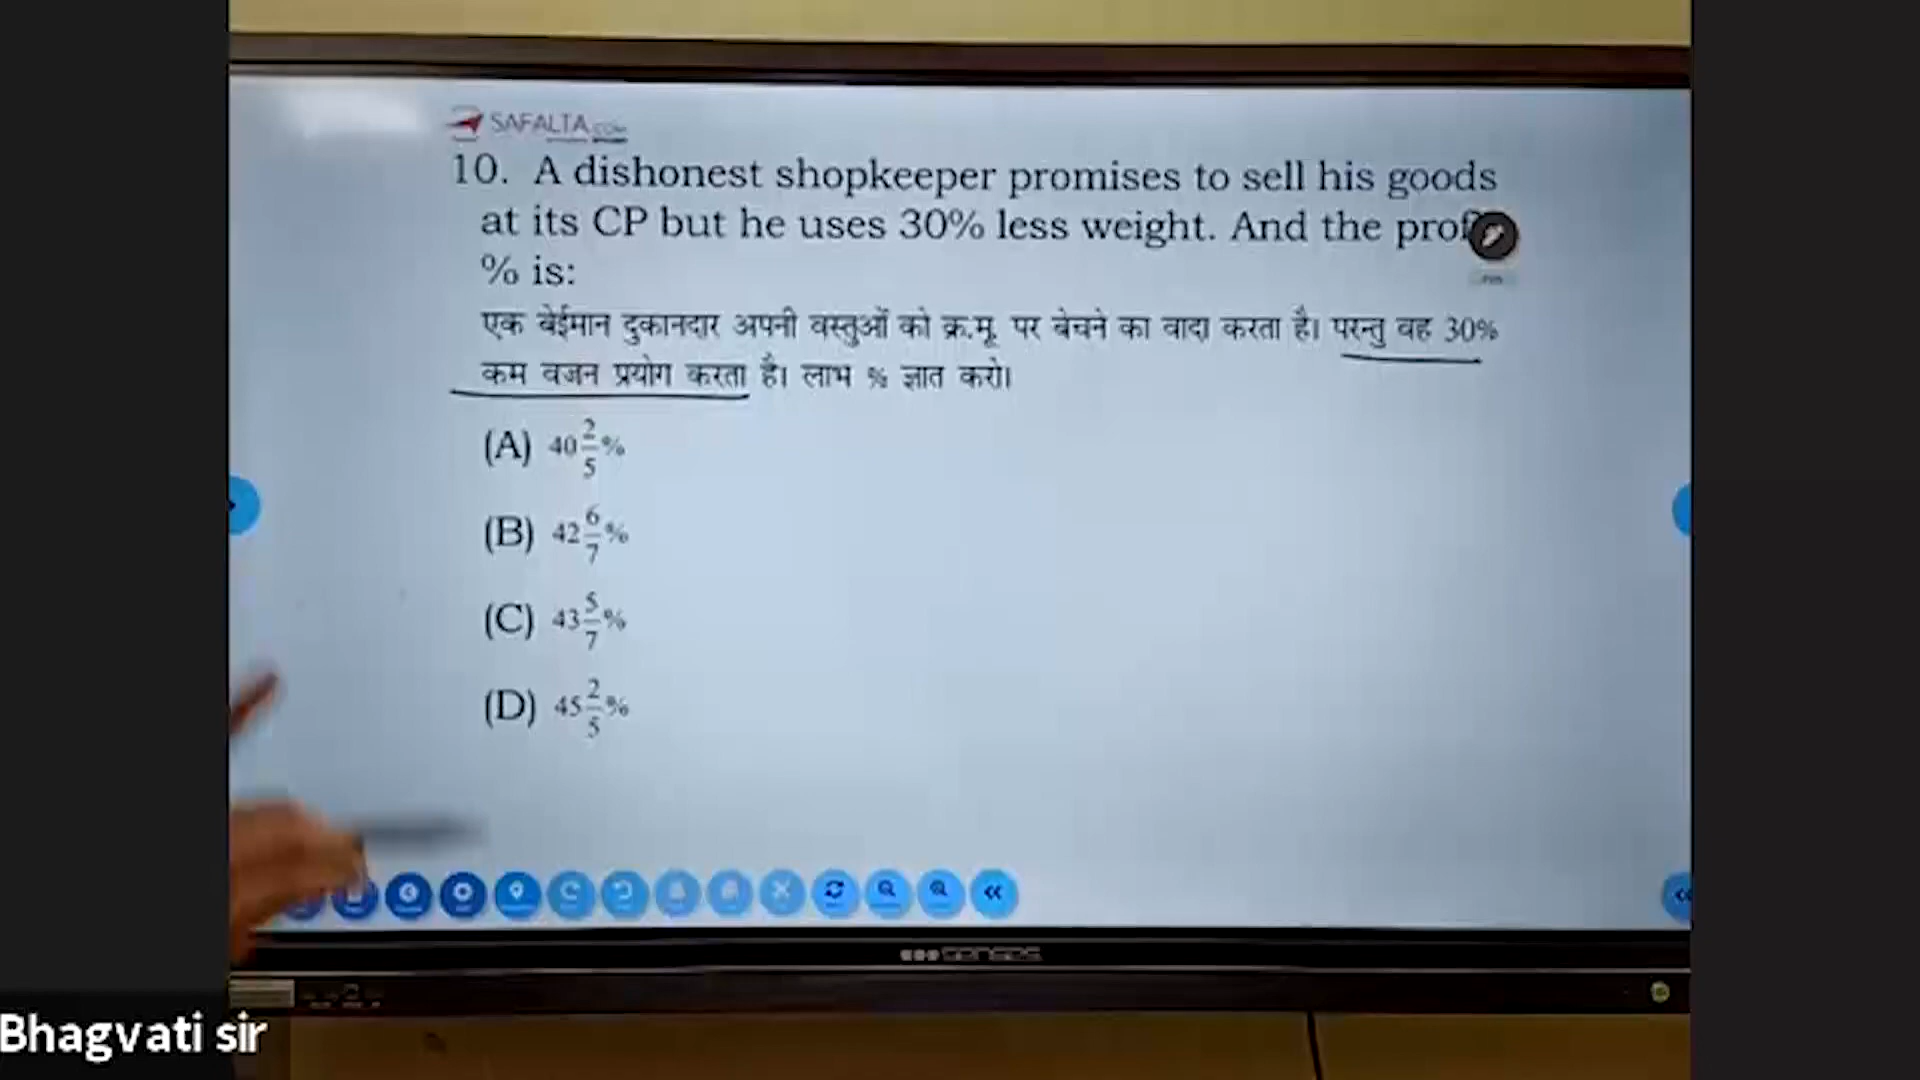 SAFALTA.COM
10. A dishonest shopkeeper promises to sell his goods
at its CP but he uses 30% less weight. And the
% is:
एक बेईमान दुकानदार अपनी वस्तुओं को क्र.मू. पर बेचने का वादा करता है। परन्तु वह 30%
कम वजन प्रयोग करता है। लाभ % ज्ञात करो।
(A) 40 2/5 %
(B) 42 6/7 %
(C) 43 5/7 %
(D) 45 2/5 %
Bhagvati sir